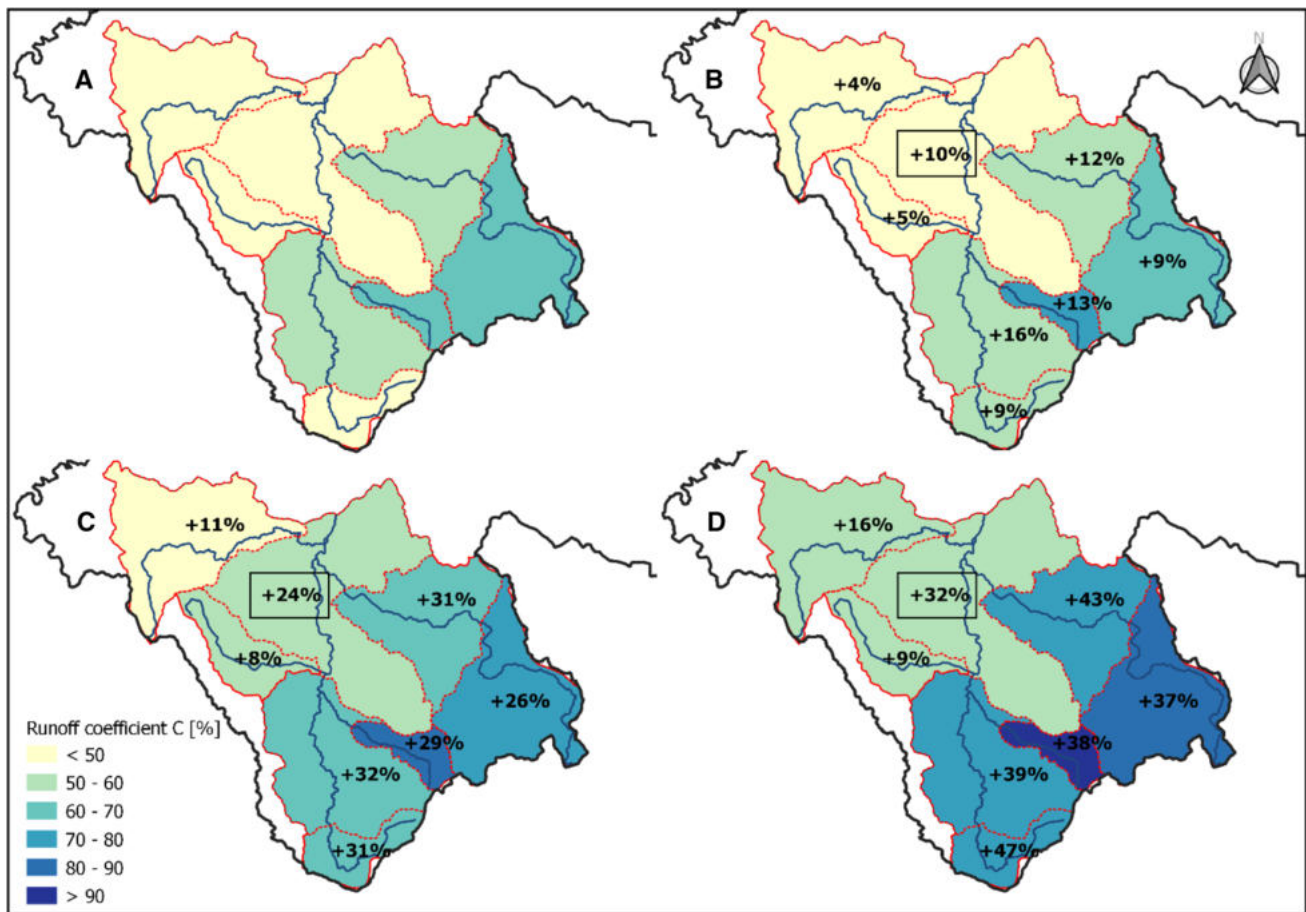 A
B
N
+4%
+10%
+12%
+5%
+9%
+13%
+16%
+9%
C
D
+11%
+16%
+24%
+31%
+32%
+43%
+8%
+9%
+26%
+37%
+29%
+38%
+32%
+39%
+31%
+47%
Runoff coefficient C [%]
< 50
50 - 60
60 - 70
70 - 80
80 - 90
> 90